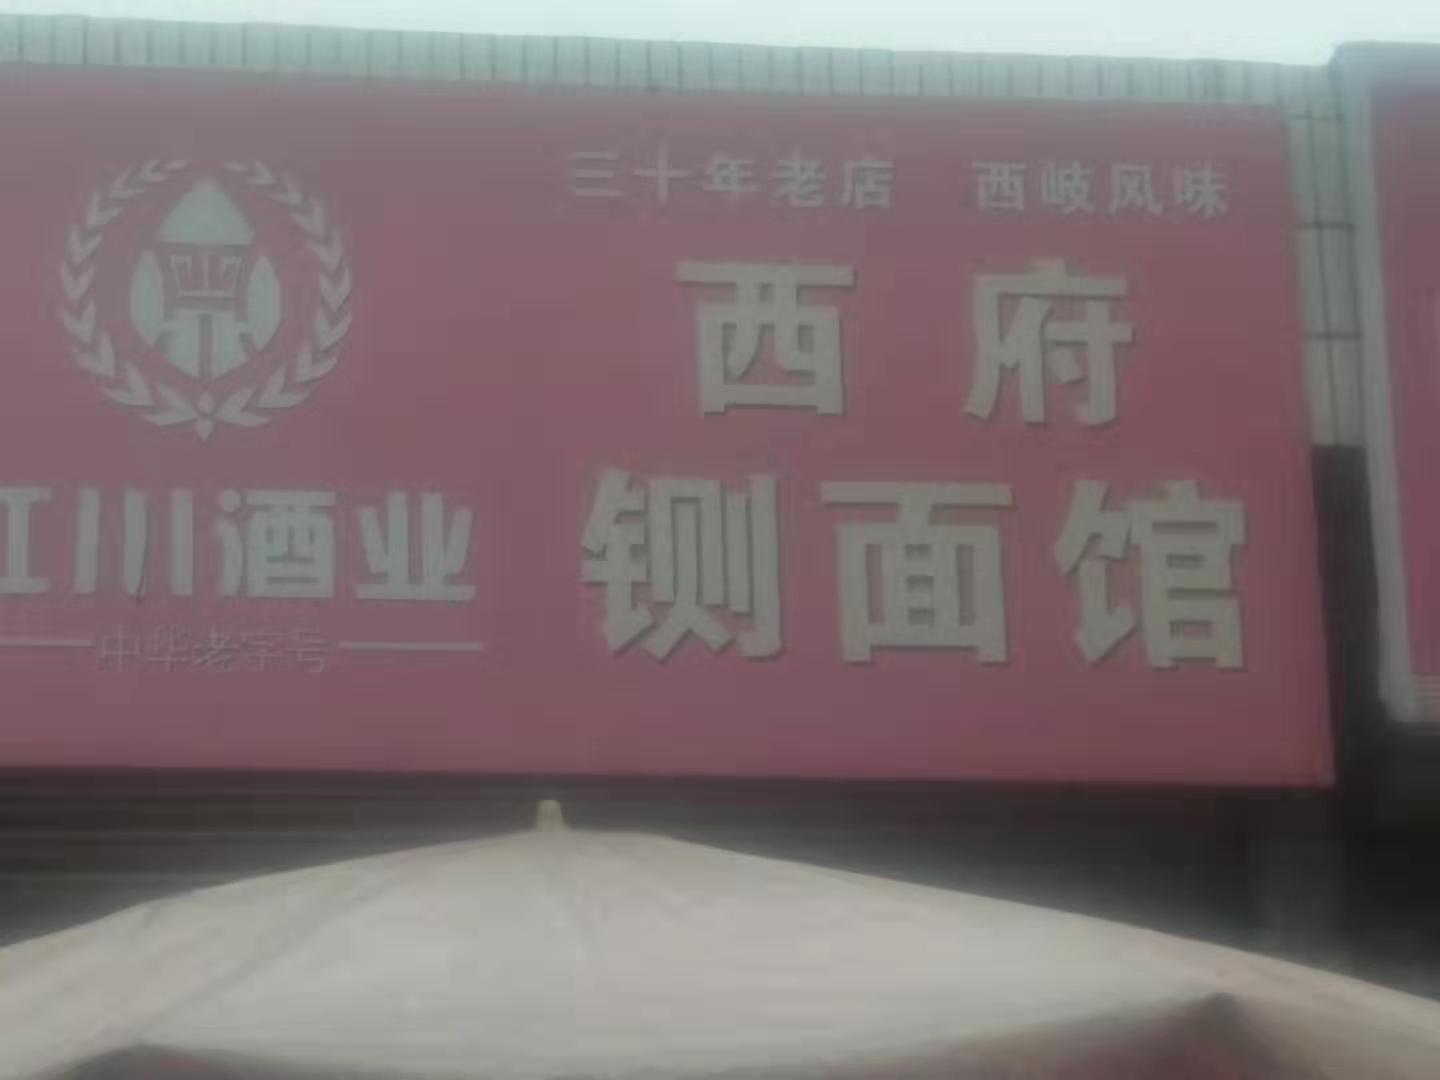 三十年老店 西岐风味
西府
铡面馆
川酒业
中华老字号